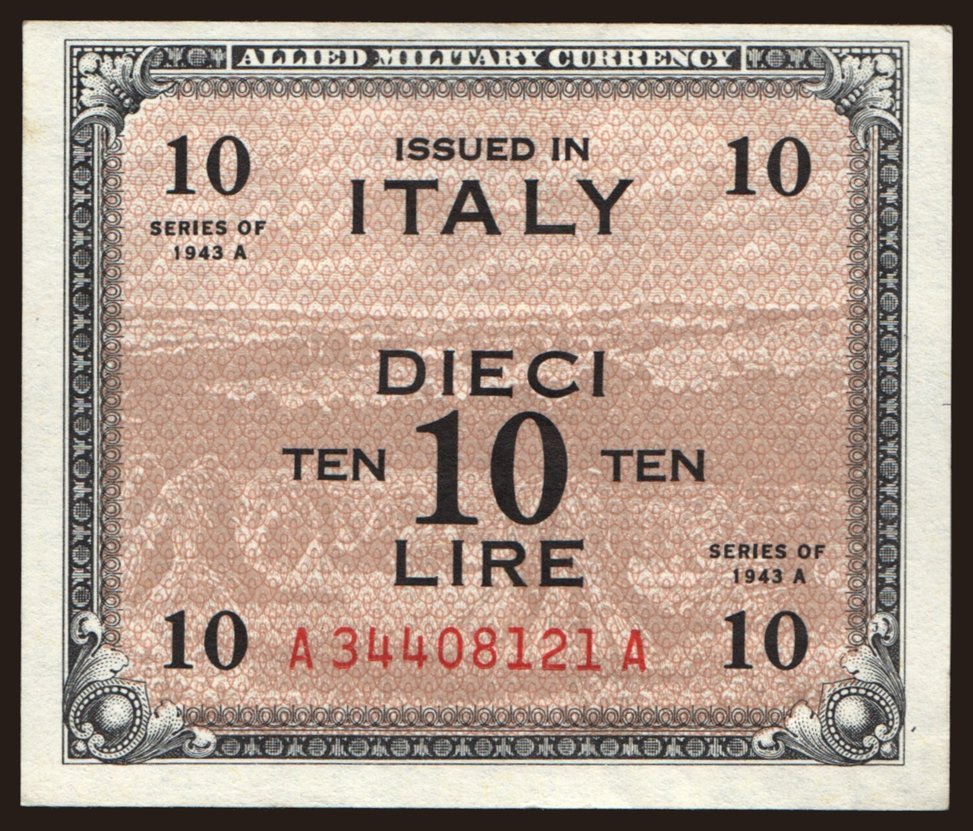 ALLIED MILITARY CURRENCY
10 ISSUED IN 10
ITALY
SERIES OF
1943 A
DIECI
TEN 10 TEN
LIRE
SERIES OF
1943 A
10 A34408121A 10